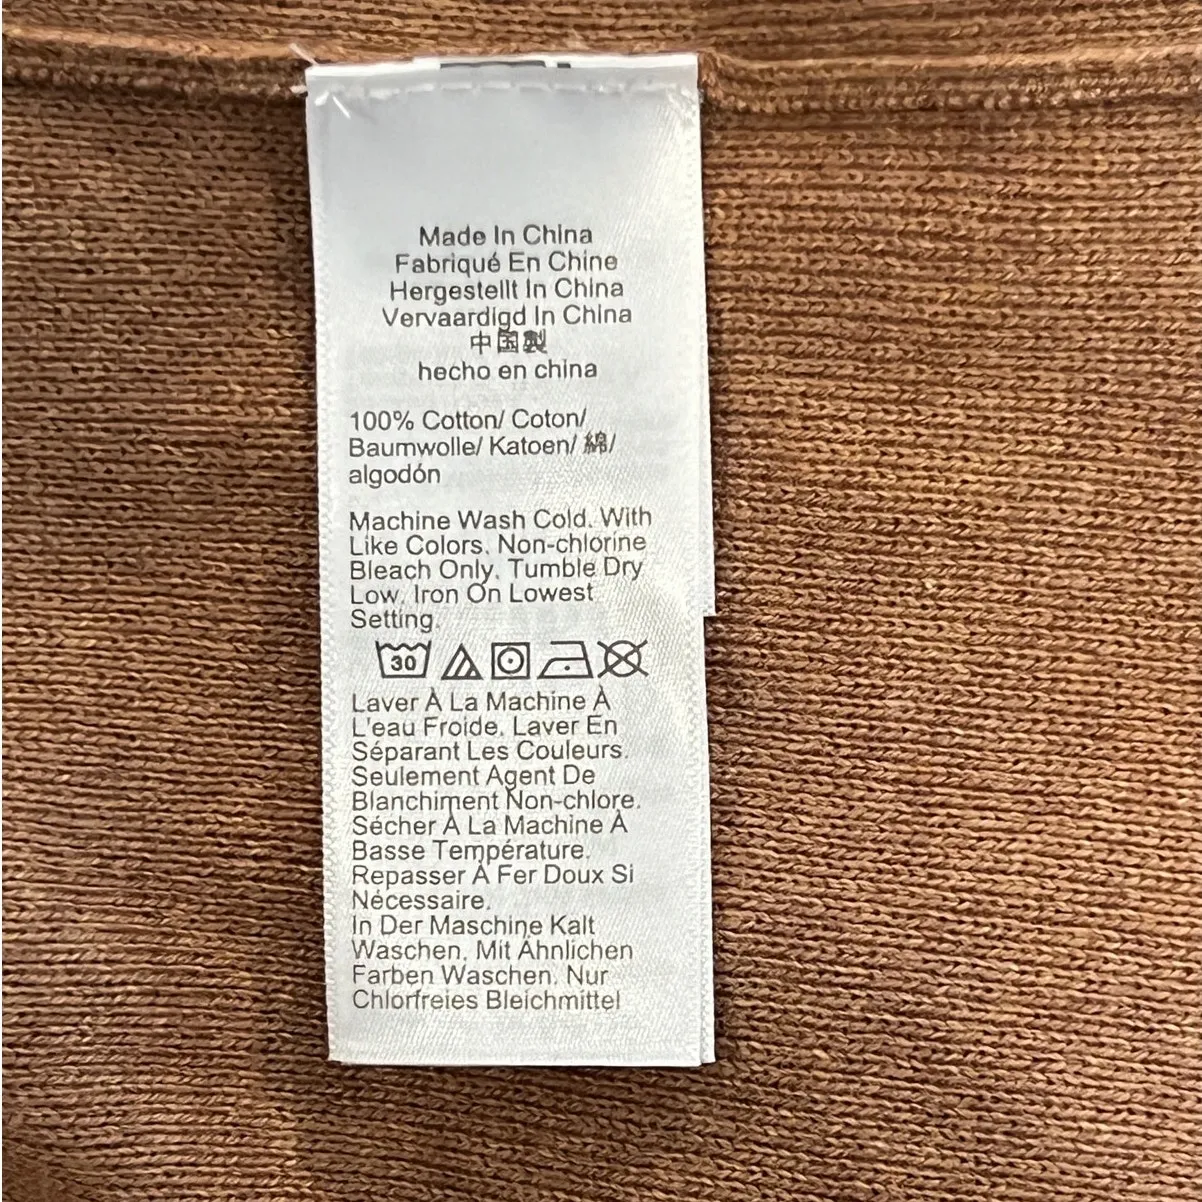 Made In China
Fabriqué En Chine
Hergestellt In China
Vervaardigd In China
中国製
hecho en china
100% Cotton/ Coton/
Baumwolle/ Katoen/ 綿/
algodón
Machine Wash Cold. With
Like Colors. Non-chlorine
Bleach Only. Tumble Dry
Low. Iron On Lowest
Setting.
30
Laver À La Machine À
L'eau Froide. Laver En
Séparant Les Couleurs.
Seulement Agent De
Blanchiment Non-chlore.
Sécher À La Machine À
Basse Température.
Repasser À Fer Doux Si
Nécessaire.
In Der Maschine Kalt
Waschen. Mit Ähnlichen
Farben Waschen. Nur
Chlorfreies Bleichmittel